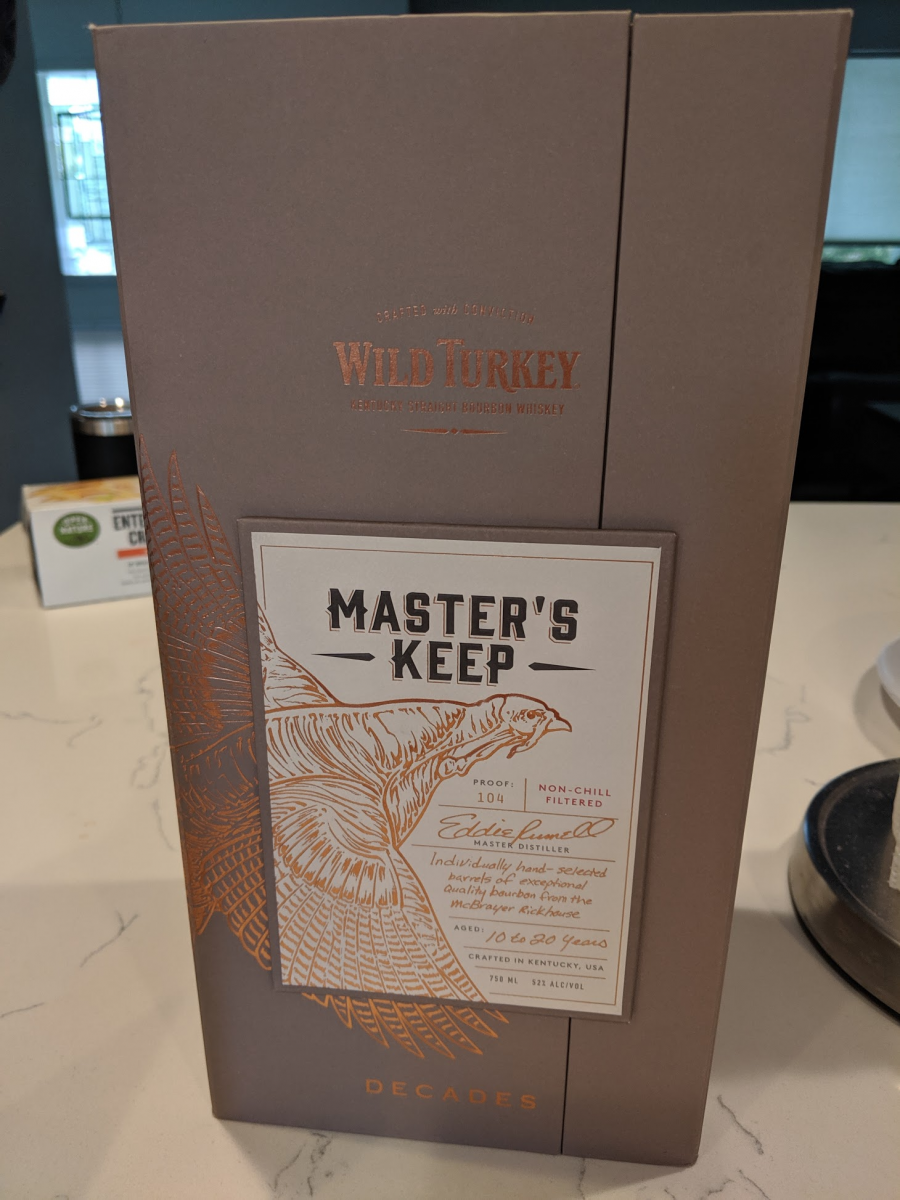 CRAFTED with CONVICTION
WILD TURKEY
KENTUCKY STRAIGHT BOURBON WHISKEY
OPEN
NATURE
MASTER'S
KEEP
PROOF:
104
NON-CHILL
FILTERED
Eddie Russell
MASTER DISTILLER
Individually hand-selected
barrels of exceptional
quality bourbon from the
McBrayer Rickhouse
AGED: 10 to 20 years
CRAFTED IN KENTUCKY, USA
750 ML 52% ALC/VOL
DECADES